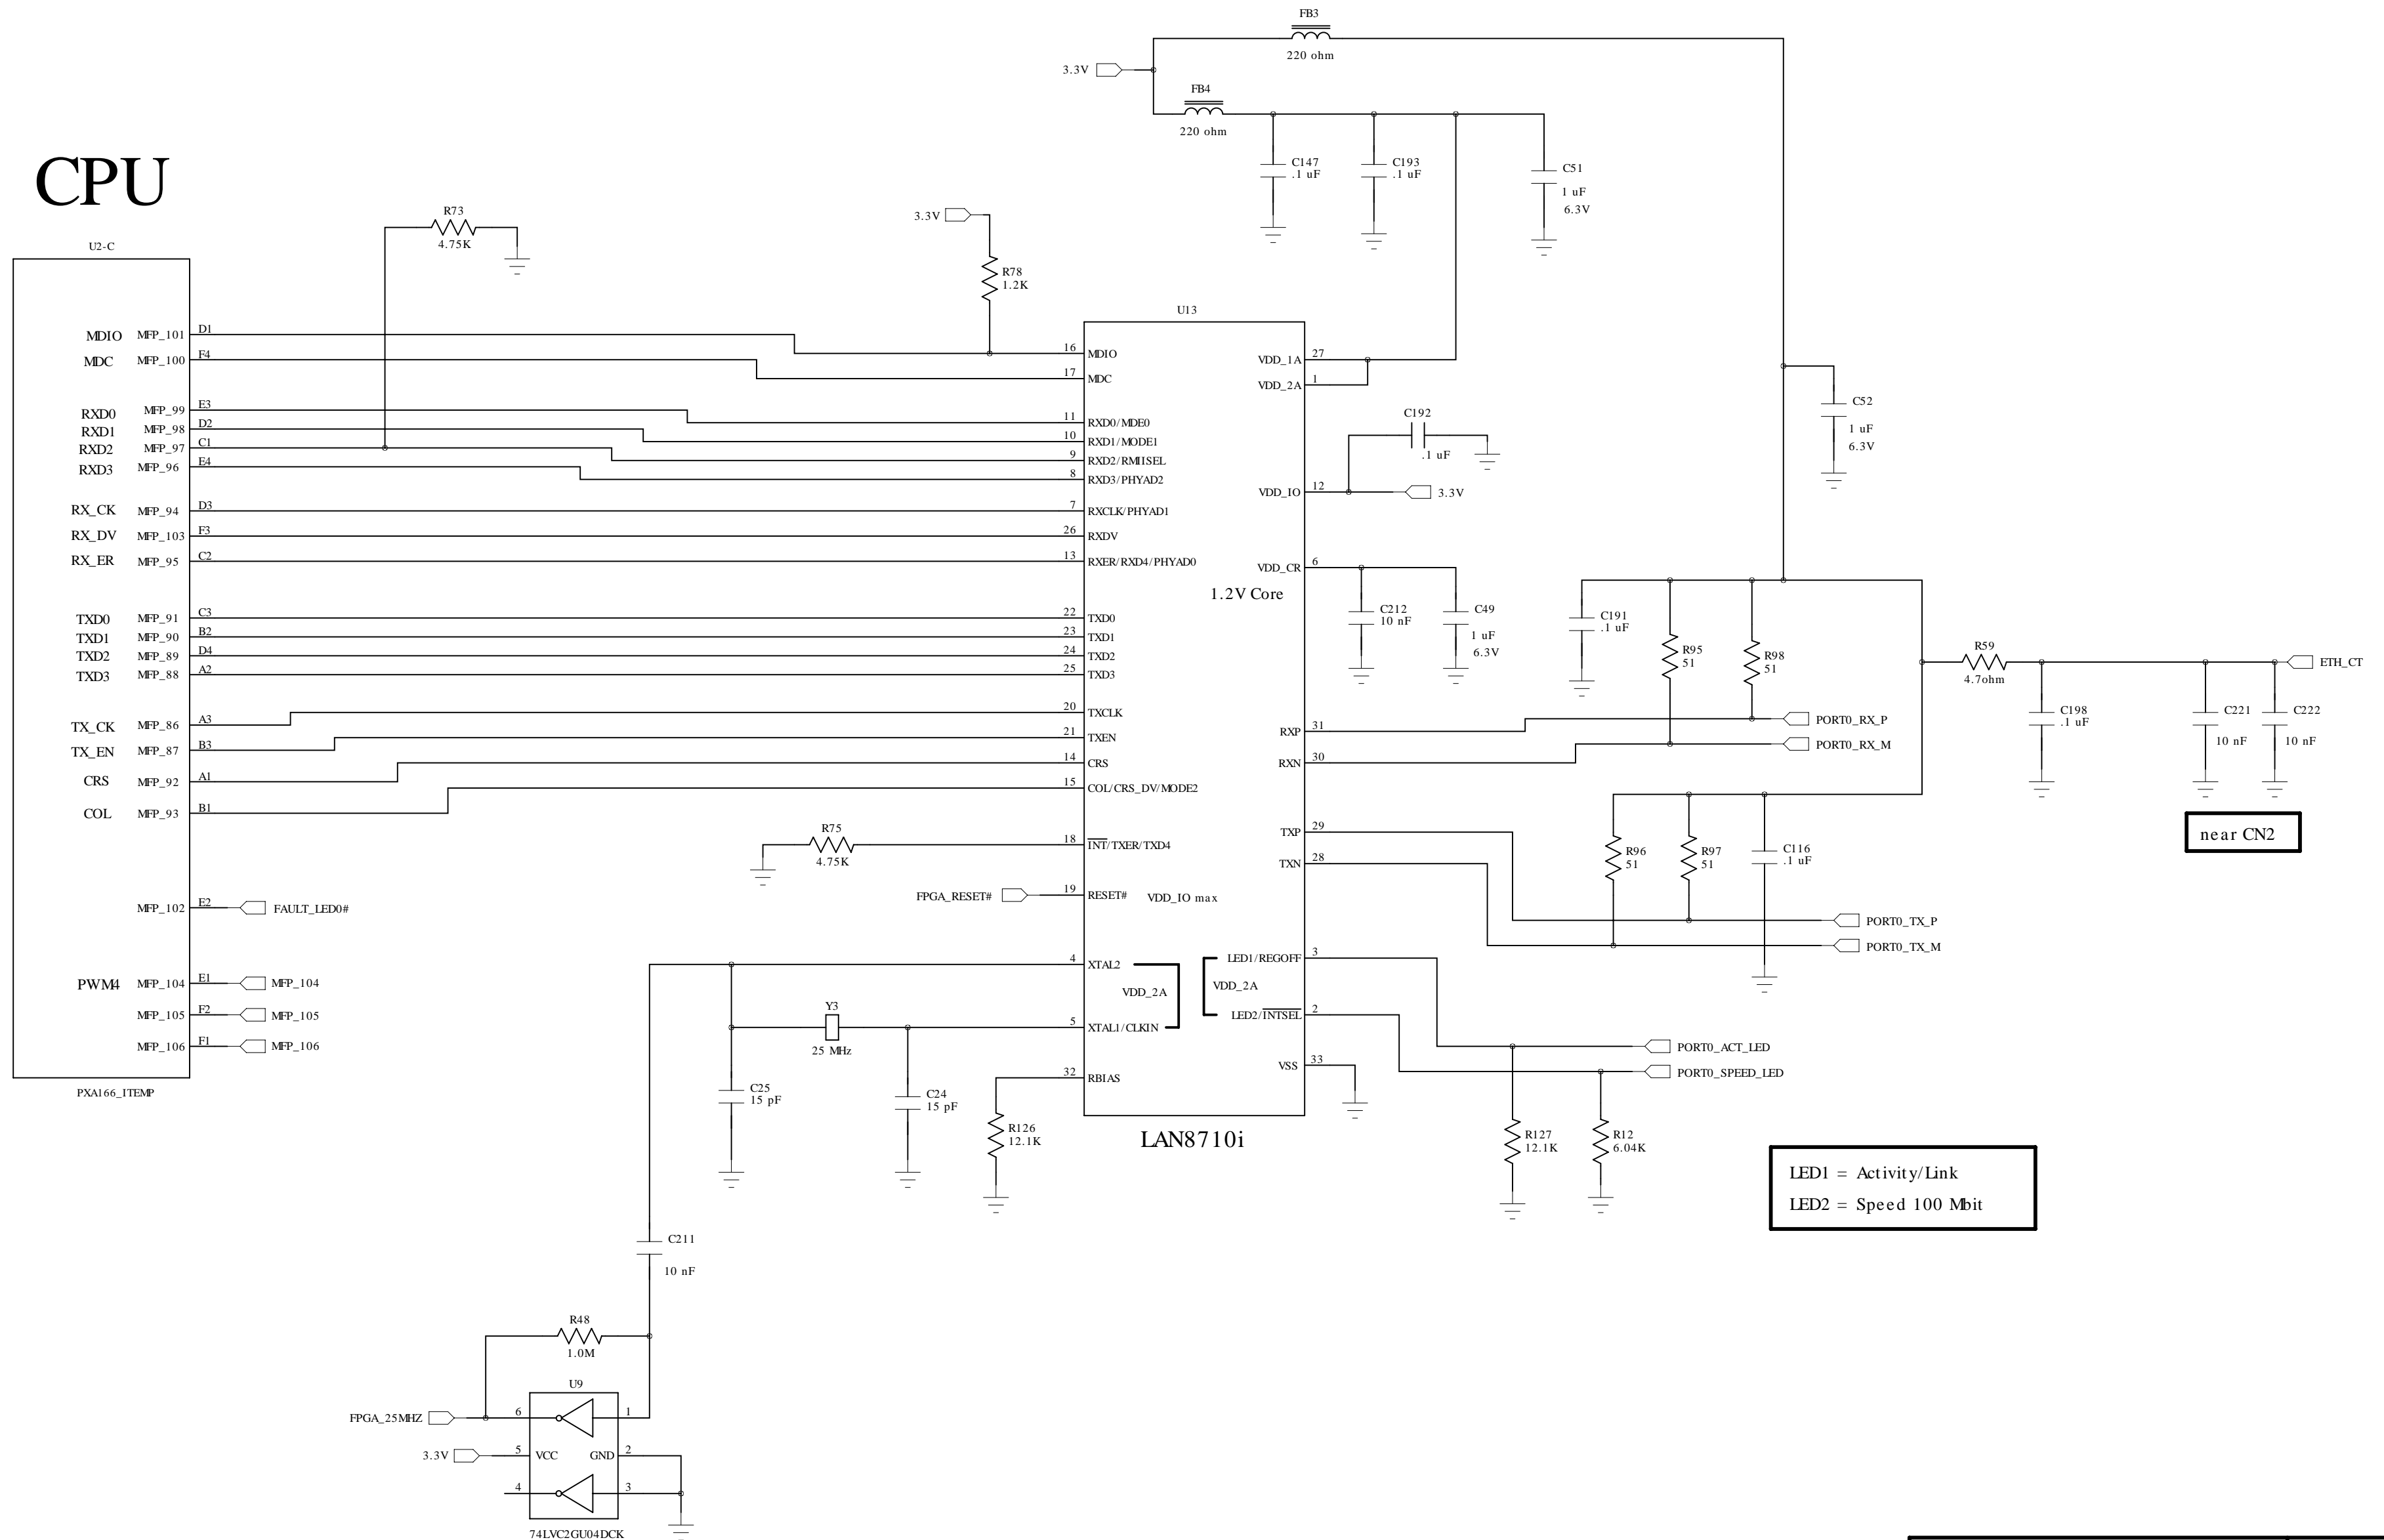 FB3
220 ohm
3.3V
FB4
220 ohm
C147
.1 uF
C193
.1 uF
C51
1 uF
6.3V
CPU
R73
4.75K
3.3V
R78
1.2K
U2-C
MDIO MFP_101 D1
MDC MFP_100 F4
RXD0 MFP_99 E3
RXD1 MFP_98 D2
RXD2 MFP_97 C1
RXD3 MFP_96 E4
RX_CK MFP_94 D3
RX_DV MFP_103 F3
RX_ER MFP_95 C2
TXD0 MFP_91 C3
TXD1 MFP_90 B2
TXD2 MFP_89 D4
TXD3 MFP_88 A2
TX_CK MFP_86 A3
TX_EN MFP_87 B3
CRS MFP_92 A1
COL MFP_93 B1
MFP_102 E2 FAULT_LED0#
PWM4 MFP_104 E1 MFP_104
MFP_105 F2 MFP_105
MFP_106 F1 MFP_106
PXA166_ITEMP
U13
16 MDIO
17 MDC
11 RXD0/MDE0
10 RXD1/MODE1
9 RXD2/RMIISEL
8 RXD3/PHYAD2
7 RXCLK/PHYAD1
26 RXDV
13 RXER/RXD4/PHYAD0
22 TXD0
23 TXD1
24 TXD2
25 TXD3
20 TXCLK
21 TXEN
14 CRS
15 COL/CRS_DV/MODE2
R75
4.75K
18 INT/TXER/TXD4
FPGA_RESET# 19 RESET# VDD_IO max
4 XTAL2
VDD_2A
5 XTAL1/CLKIN
32 RBIAS
VDD_1A 27
VDD_2A 1
VDD_IO 12 3.3V
VDD_CR 6
1.2V Core
RXP 31
RXN 30
TXP 29
TXN 28
LED1/REGOFF 3
VDD_2A
LED2/INTSEL 2
VSS 33
LAN8710i
C192
.1 uF
C52
1 uF
6.3V
C212
10 nF
C49
1 uF
6.3V
C191
.1 uF
R95
51
R98
51
R59
4.7ohm
ETH_CT
C198
.1 uF
C221
10 nF
C222
10 nF
near CN2
PORT0_RX_P
PORT0_RX_M
R96
51
R97
51
C116
.1 uF
PORT0_TX_P
PORT0_TX_M
PORT0_ACT_LED
PORT0_SPEED_LED
R127
12.1K
R12
6.04K
LED1 = Activity/Link
LED2 = Speed 100 Mbit
Y3
25 MHz
C25
15 pF
C24
15 pF
R126
12.1K
C211
10 nF
R48
1.0M
U9
FPGA_25MHZ 6 1
3.3V 5 VCC GND 2
4 3
74LVC2GU04DCK